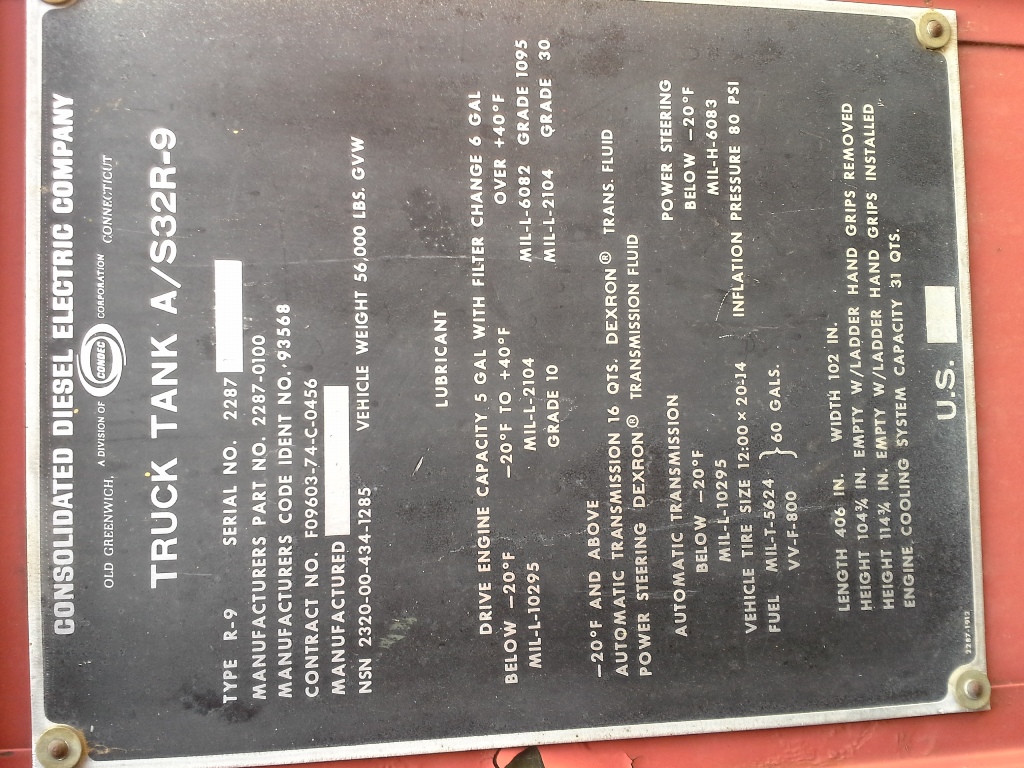 CONSOLIDATED DIESEL ELECTRIC COMPANY
OLD GREENWICH, A DIVISION OF CONDEC CORPORATION CONNECTICUT
TRUCK TANK A/S32R-9
TYPE R-9 SERIAL NO. 2287
MANUFACTURERS PART NO. 2287-0100
MANUFACTURERS CODE IDENT NO. 93568
CONTRACT NO. F09603-74-C-0456
MANUFACTURED
NSN 2320-00-434-1285 VEHICLE WEIGHT 56,000 LBS. GVW
LUBRICANT
DRIVE ENGINE CAPACITY 5 GAL WITH FILTER CHANGE 6 GAL
BELOW -20°F -20°F TO +40°F OVER +40°F
MIL-L-10295 MIL-L-2104 MIL-L-6082 GRADE 1095
GRADE 10 MIL-L-2104 GRADE 30
-20°F AND ABOVE
AUTOMATIC TRANSMISSION 16 QTS. DEXRON® TRANS. FLUID
POWER STEERING DEXRON® TRANSMISSION FLUID
AUTOMATIC TRANSMISSION POWER STEERING
BELOW -20°F BELOW -20°F
MIL-L-10295 MIL-H-6083
VEHICLE TIRE SIZE 12:00 × 20-14 INFLATION PRESSURE 80 PSI
FUEL MIL-T-5624 } 60 GALS.
VV-F-800
LENGTH 406 IN. WIDTH 102 IN.
HEIGHT 104¾ IN. EMPTY W/LADDER HAND GRIPS REMOVED
HEIGHT 114¾ IN. EMPTY W/LADDER HAND GRIPS INSTALLED
ENGINE COOLING SYSTEM CAPACITY 31 QTS.
U.S.